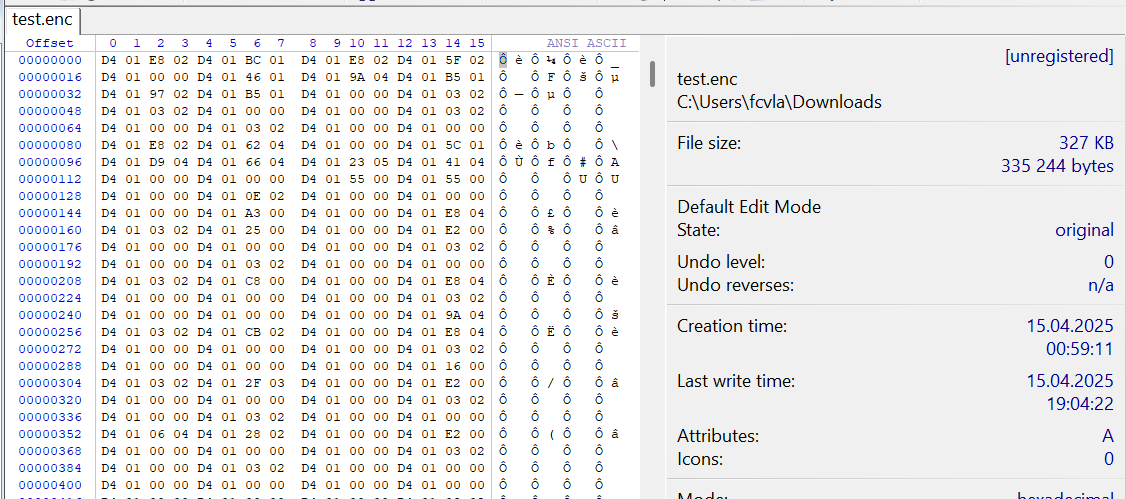 test.enc
Offset 0 1 2 3 4 5 6 7 8 9 10 11 12 13 14 15 ANSI ASCII
00000000 D4 01 E8 02 D4 01 BC 01 D4 01 E8 02 D4 01 5F 02 Ô è Ô ¼ Ô è Ô _
00000016 D4 01 00 00 D4 01 46 01 D4 01 9A 04 D4 01 B5 01 Ô Ô F Ô š Ô µ
00000032 D4 01 97 02 D4 01 B5 01 D4 01 00 00 D4 01 03 02 Ô — Ô µ Ô Ô
00000048 D4 01 03 02 D4 01 00 00 D4 01 00 00 D4 01 03 02 Ô Ô Ô Ô
00000064 D4 01 00 00 D4 01 03 02 D4 01 00 00 D4 01 00 00 Ô Ô Ô Ô
00000080 D4 01 E8 02 D4 01 62 04 D4 01 00 00 D4 01 5C 01 Ô è Ô b Ô Ô \
00000096 D4 01 D9 04 D4 01 66 04 D4 01 23 05 D4 01 41 04 Ô Ù Ô f Ô # Ô A
00000112 D4 01 00 00 D4 01 00 00 D4 01 55 00 D4 01 55 00 Ô Ô Ô U Ô U
00000128 D4 01 00 00 D4 01 0E 02 D4 01 00 00 D4 01 00 00 Ô Ô Ô Ô
00000144 D4 01 00 00 D4 01 A3 00 D4 01 00 00 D4 01 E8 04 Ô Ô £ Ô Ô è
00000160 D4 01 03 02 D4 01 25 00 D4 01 00 00 D4 01 E2 00 Ô Ô % Ô Ô â
00000176 D4 01 00 00 D4 01 00 00 D4 01 00 00 D4 01 03 02 Ô Ô Ô Ô
00000192 D4 01 00 00 D4 01 03 02 D4 01 00 00 D4 01 00 00 Ô Ô Ô Ô
00000208 D4 01 03 02 D4 01 C8 00 D4 01 00 00 D4 01 E8 04 Ô Ô È Ô Ô è
00000224 D4 01 00 00 D4 01 00 00 D4 01 00 00 D4 01 03 02 Ô Ô Ô Ô
00000240 D4 01 00 00 D4 01 00 00 D4 01 00 00 D4 01 9A 04 Ô Ô Ô Ô š
00000256 D4 01 03 02 D4 01 CB 02 D4 01 00 00 D4 01 E8 04 Ô Ô Ë Ô Ô è
00000272 D4 01 00 00 D4 01 00 00 D4 01 00 00 D4 01 03 02 Ô Ô Ô Ô
00000288 D4 01 00 00 D4 01 00 00 D4 01 00 00 D4 01 16 00 Ô Ô Ô Ô
00000304 D4 01 03 02 D4 01 2F 03 D4 01 00 00 D4 01 E2 00 Ô Ô / Ô Ô â
00000320 D4 01 00 00 D4 01 00 00 D4 01 00 00 D4 01 03 02 Ô Ô Ô Ô
00000336 D4 01 00 00 D4 01 03 02 D4 01 00 00 D4 01 00 00 Ô Ô Ô Ô
00000352 D4 01 06 04 D4 01 28 02 D4 01 00 00 D4 01 E2 00 Ô Ô ( Ô Ô â
00000368 D4 01 00 00 D4 01 00 00 D4 01 00 00 D4 01 03 02 Ô Ô Ô Ô
00000384 D4 01 00 00 D4 01 03 02 D4 01 00 00 D4 01 00 00 Ô Ô Ô Ô
00000400 D4 01 00 00 D4 01 00 00 D4 01 00 00 D4 01 00 00 Ô Ô Ô Ô
[unregistered]
test.enc
C:\Users\fcvla\Downloads
File size: 327 KB
335 244 bytes
Default Edit Mode
State: original
Undo level: 0
Undo reverses: n/a
Creation time: 15.04.2025
00:59:11
Last write time: 15.04.2025
19:04:22
Attributes: A
Icons: 0
Mode: hexadecimal